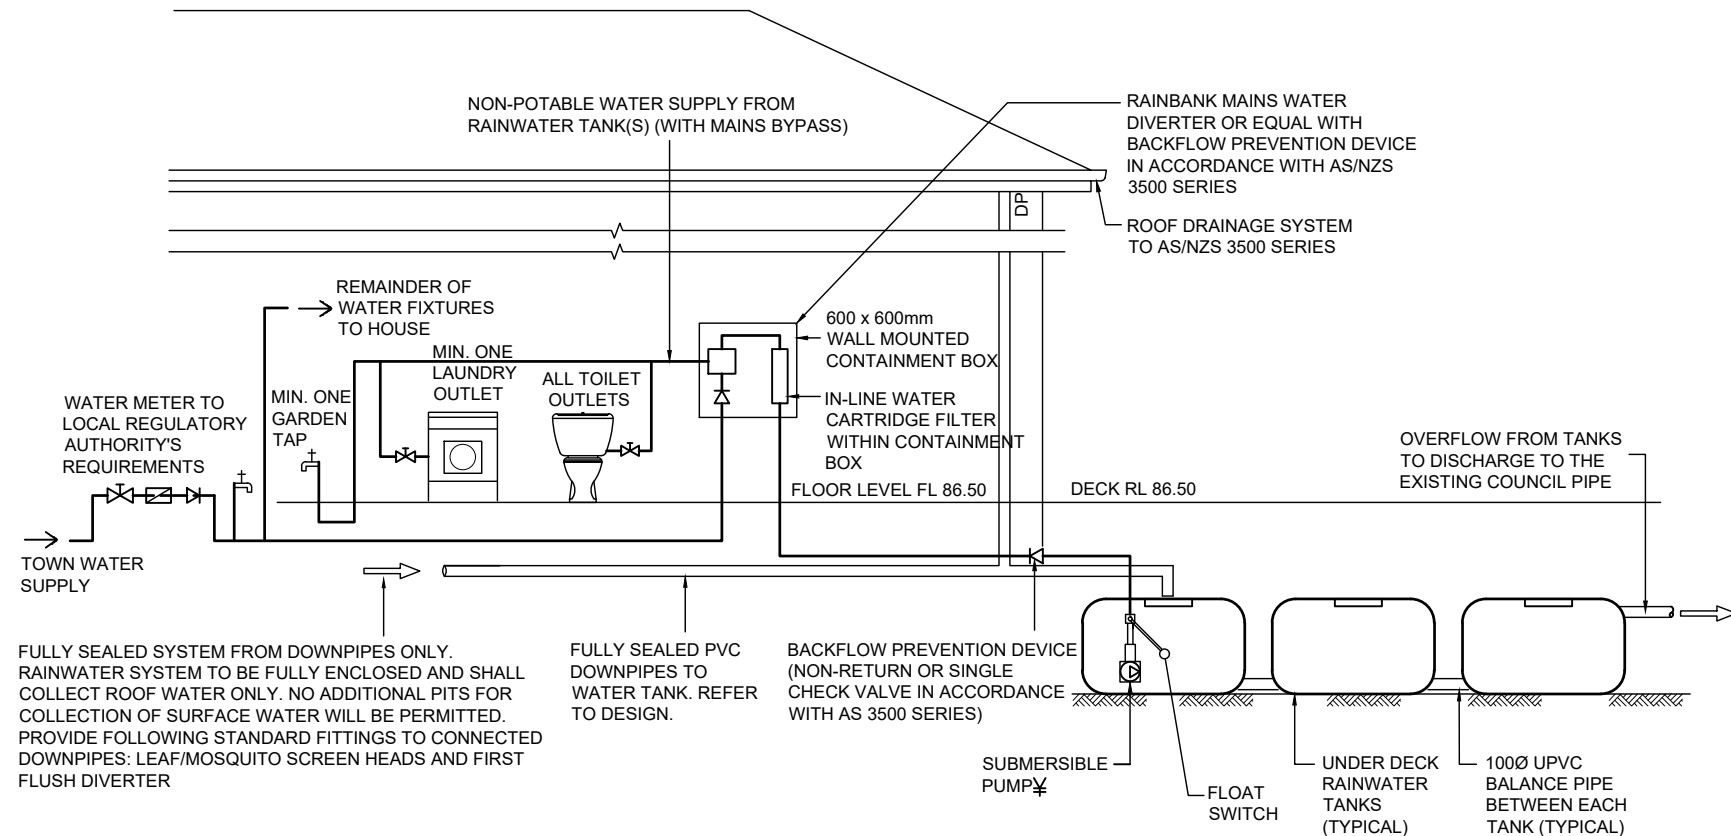 NON-POTABLE WATER SUPPLY FROM
RAINWATER TANK(S) (WITH MAINS BYPASS)
RAINBANK MAINS WATER
DIVERTER OR EQUAL WITH
BACKFLOW PREVENTION DEVICE
IN ACCORDANCE WITH AS/NZS
3500 SERIES
DP
ROOF DRAINAGE SYSTEM
TO AS/NZS 3500 SERIES
REMAINDER OF
WATER FIXTURES
TO HOUSE
600 x 600mm
WALL MOUNTED
CONTAINMENT BOX
MIN. ONE
LAUNDRY
OUTLET
ALL TOILET
OUTLETS
MIN. ONE
GARDEN
TAP
WATER METER TO
LOCAL REGULATORY
AUTHORITY'S
REQUIREMENTS
IN-LINE WATER
CARTRIDGE FILTER
WITHIN CONTAINMENT
BOX
OVERFLOW FROM TANKS
TO DISCHARGE TO THE
EXISTING COUNCIL PIPE
FLOOR LEVEL FL 86.50
DECK RL 86.50
TOWN WATER
SUPPLY
FULLY SEALED SYSTEM FROM DOWNPIPES ONLY.
RAINWATER SYSTEM TO BE FULLY ENCLOSED AND SHALL
COLLECT ROOF WATER ONLY. NO ADDITIONAL PITS FOR
COLLECTION OF SURFACE WATER WILL BE PERMITTED.
PROVIDE FOLLOWING STANDARD FITTINGS TO CONNECTED
DOWNPIPES: LEAF/MOSQUITO SCREEN HEADS AND FIRST
FLUSH DIVERTER
FULLY SEALED PVC
DOWNPIPES TO
WATER TANK. REFER
TO DESIGN.
BACKFLOW PREVENTION DEVICE
(NON-RETURN OR SINGLE
CHECK VALVE IN ACCORDANCE
WITH AS 3500 SERIES)
SUBMERSIBLE
PUMP¥
FLOAT
SWITCH
UNDER DECK
RAINWATER
TANKS
(TYPICAL)
100Ø UPVC
BALANCE PIPE
BETWEEN EACH
TANK (TYPICAL)